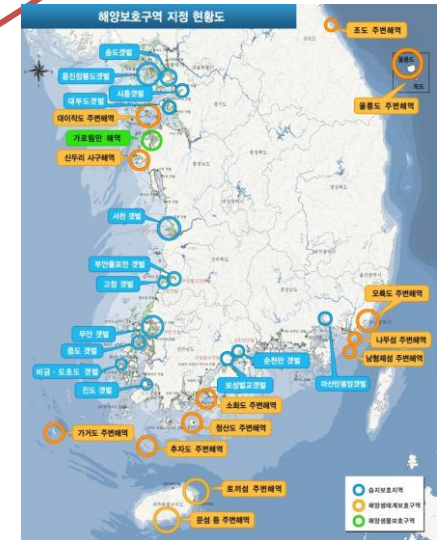 해양보호구역 지정 현황도
조도 주변해역
송도갯벌
옹진장봉도갯벌
시흥갯벌
울릉도
대부도갯벌
독도
대이작도 주변해역
울릉도 주변해역
가로림만 해역
신두리 사구해역
서천 갯벌
부안줄포만 갯벌
고창 갯벌
오륙도 주변해역
무안 갯벌
나무섬 주변해역
증도 갯벌
순천만 갯벌
남형제섬 주변해역
비금·도초도 갯벌
마산만봉암갯벌
보성벌교갯벌
진도 갯벌
소화도 주변해역
청산도 주변해역
가거도 주변해역
추자도 주변해역
토끼섬 주변해역
문섬 등 주변해역
습지보호지역
해양생태계보호구역
해양생물보호구역